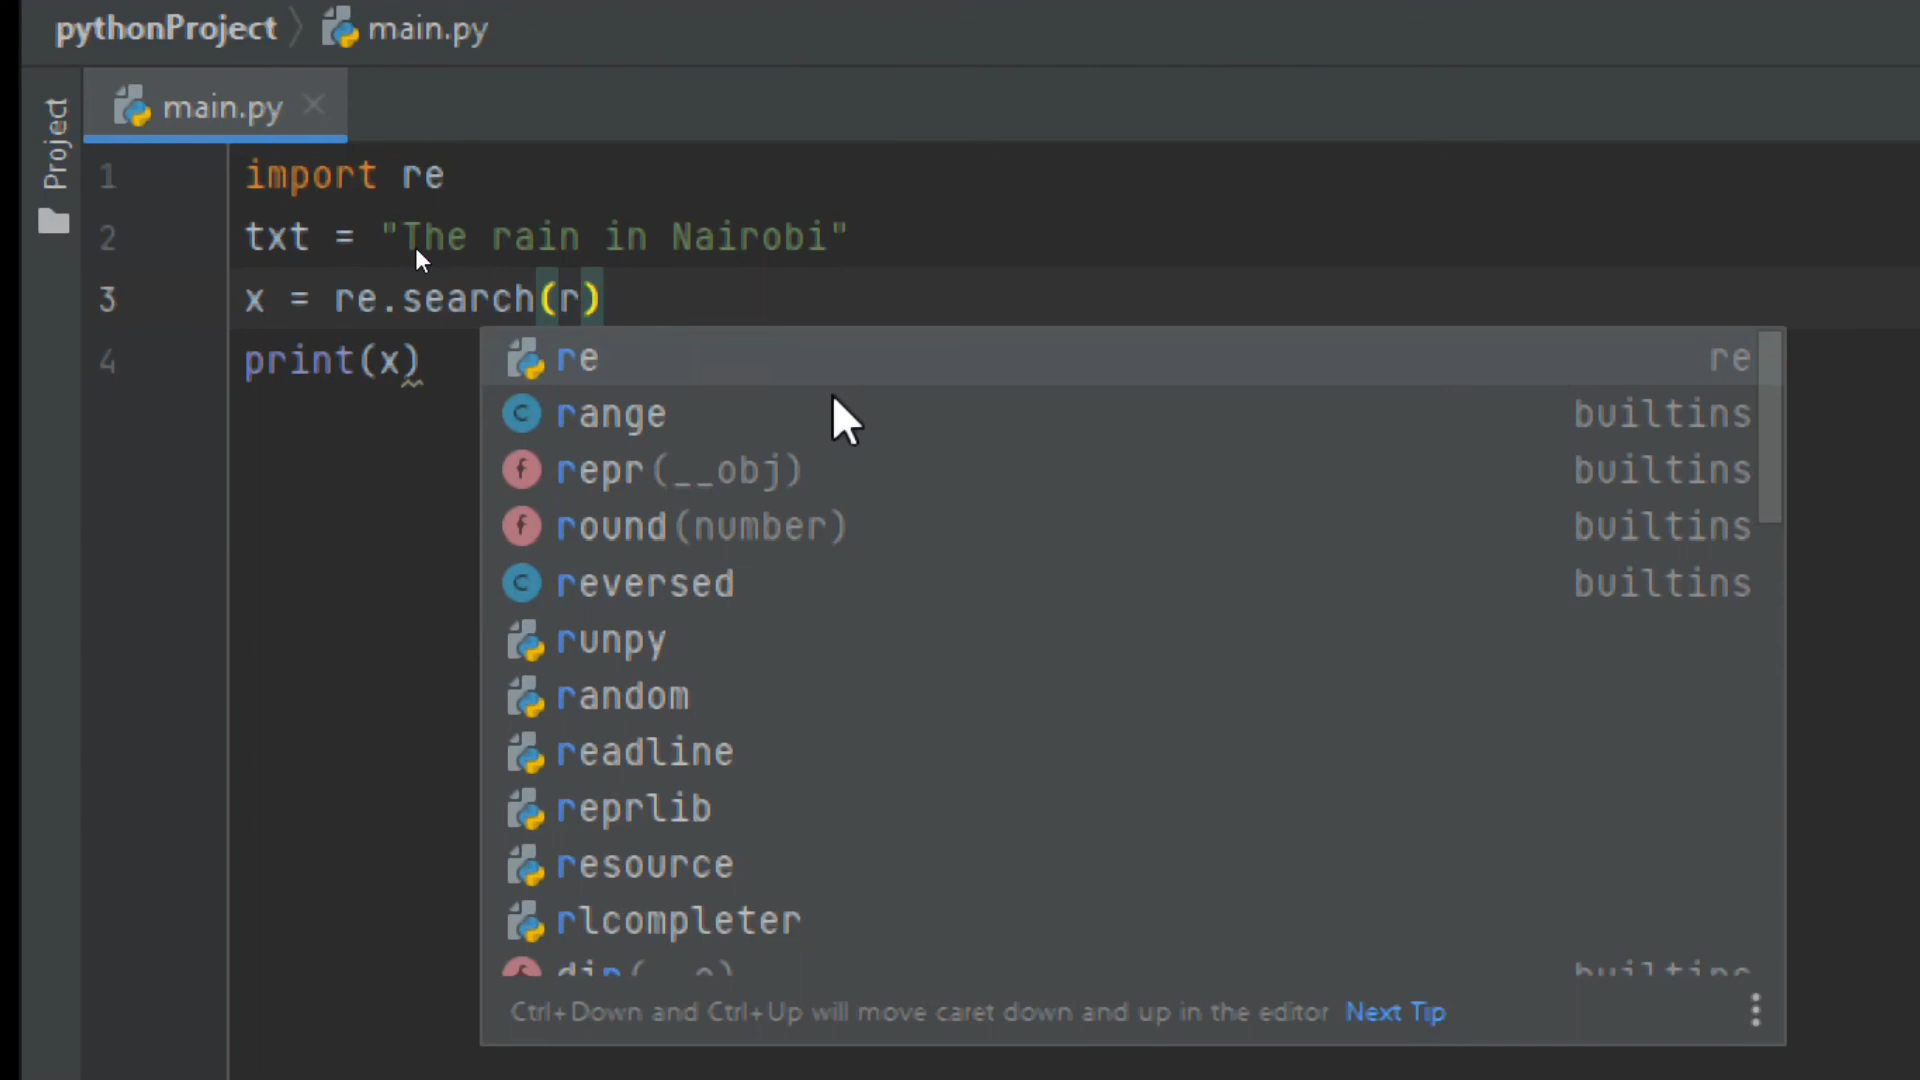 pythonProject main.py
Project
main.py
1 import re
2 txt = "The rain in Nairobi"
3 x = re.search(r)
4 print(x)
re re
range builtins
repr(__obj) builtins
round(number) builtins
reversed builtins
runpy
random
readline
reprlib
resource
rlcompleter
Ctrl+Down and Ctrl+Up will move caret down and up in the editor Next Tip